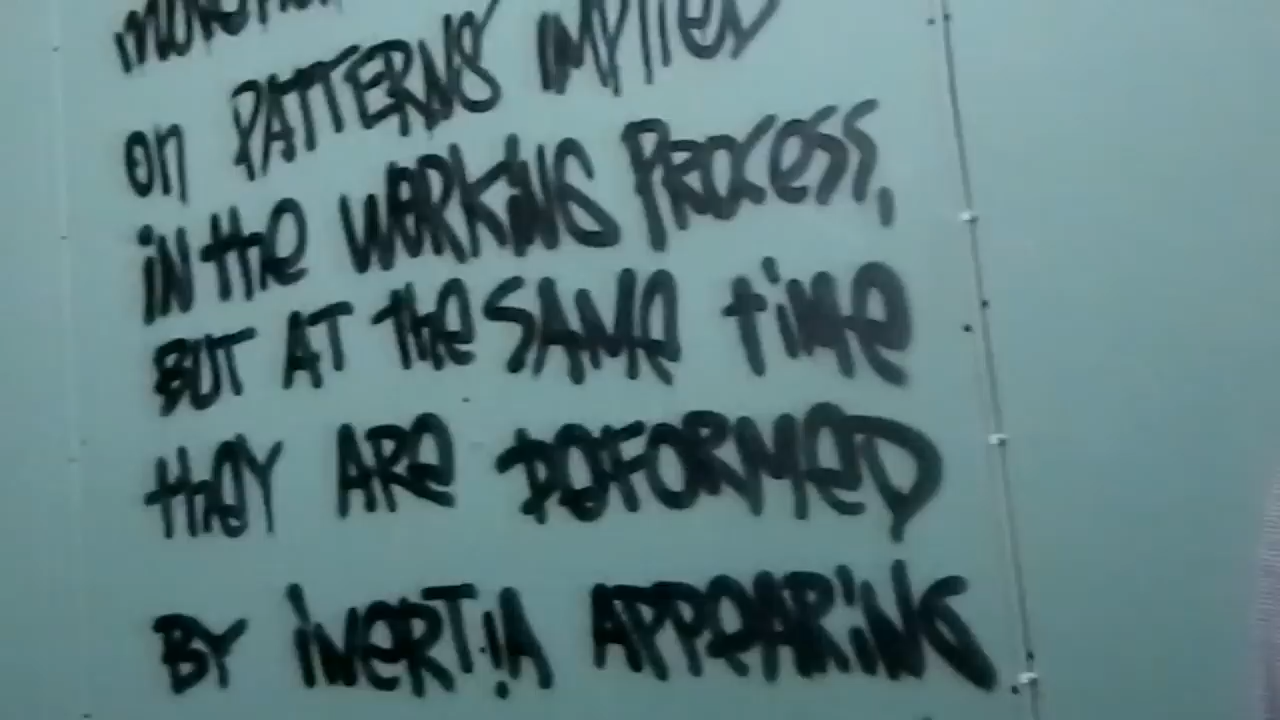 on PATTERNS IMPlIED
iN the WORKiNG PROCESS,
BUT AT the SAMe time
theY ARe DeFORMeD
BY iNeRTiA APPeARiNG